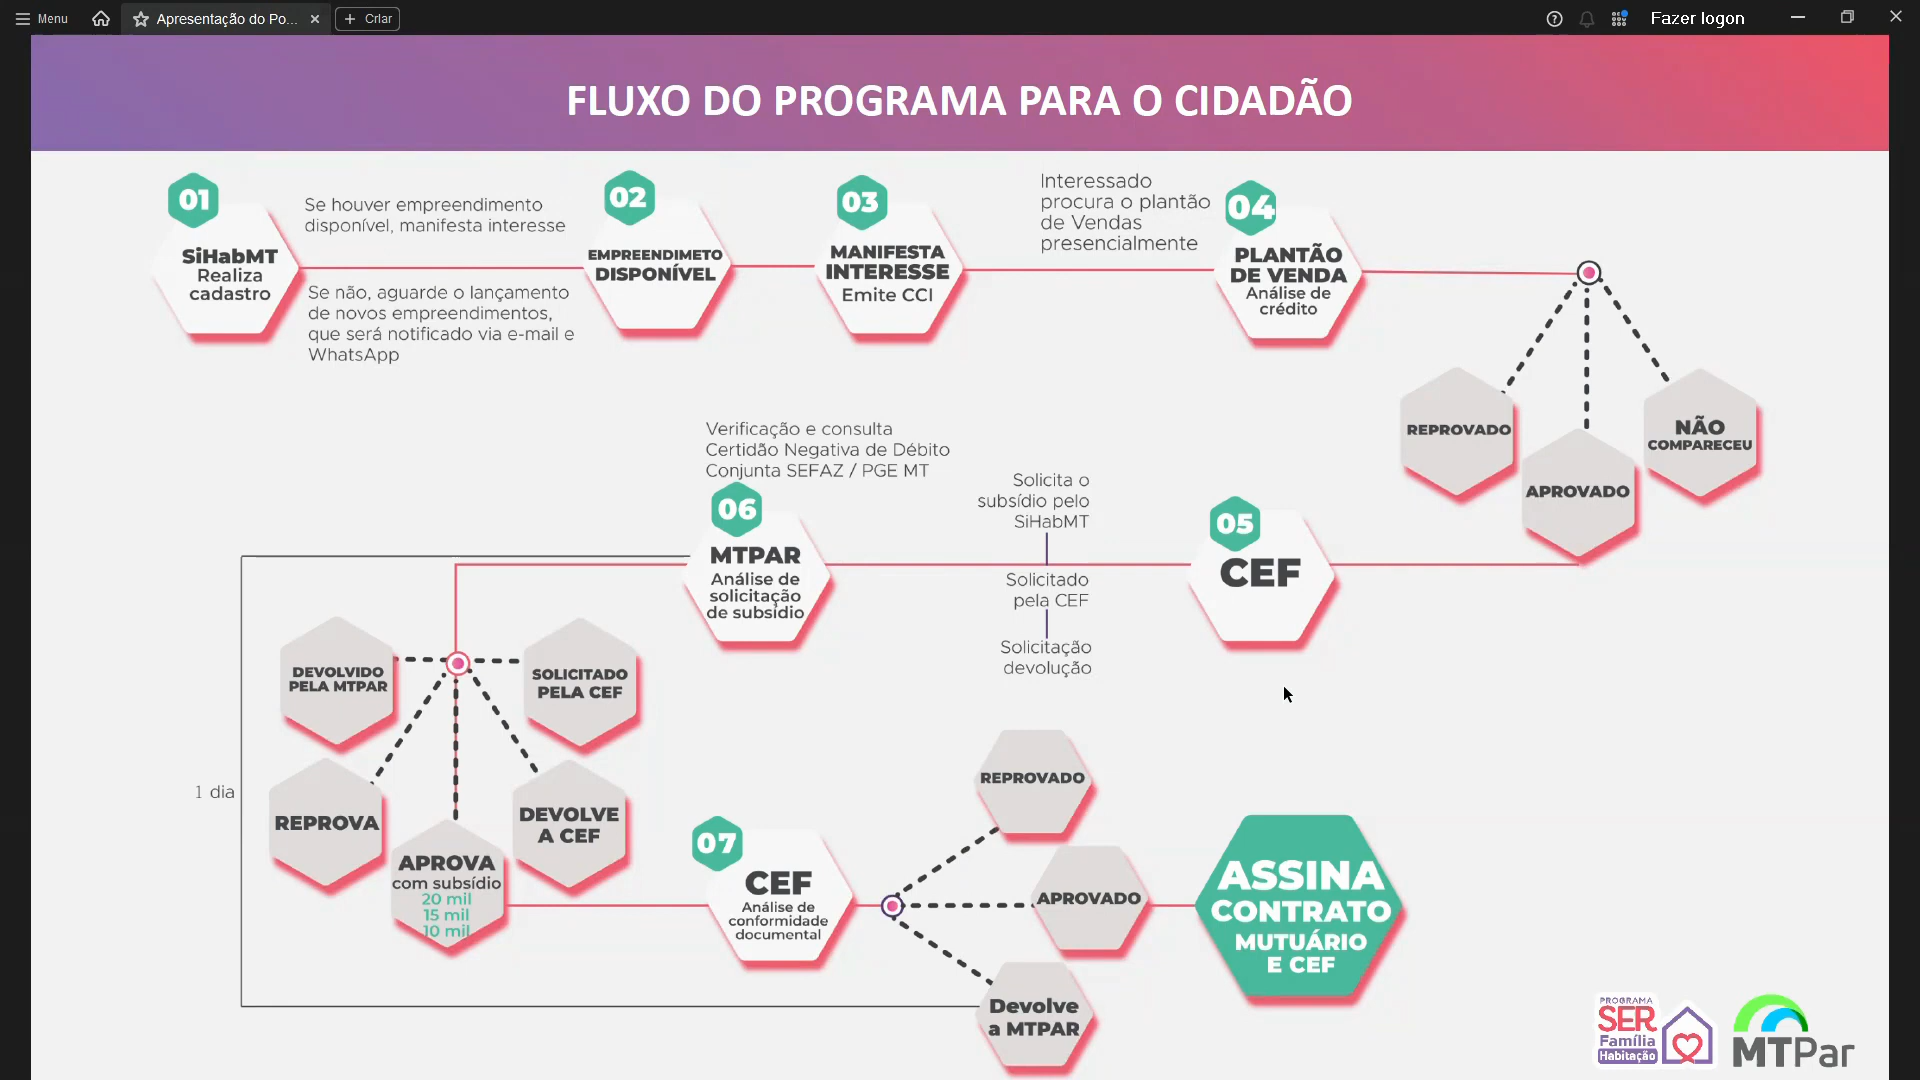 Menu
Apresentação do Po...
Criar
Fazer logon
FLUXO DO PROGRAMA PARA O CIDADÃO
01
SiHabMT
Realiza
cadastro
Se houver empreendimento
disponível, manifesta interesse
Se não, aguarde o lançamento
de novos empreendimentos,
que será notificado via e-mail e
WhatsApp
02
EMPREENDIMETO
DISPONÍVEL
03
MANIFESTA
INTERESSE
Emite CCI
Interessado
procura o plantão
de Vendas
presencialmente
04
PLANTÃO
DE VENDA
Análise de
crédito
REPROVADO
APROVADO
NÃO
COMPARECEU
05
CEF
Solicita o
subsídio pelo
SiHabMT
Solicitado
pela CEF
Solicitação
devolução
Verificação e consulta
Certidão Negativa de Débito
Conjunta SEFAZ / PGE MT
06
MTPAR
Análise de
solicitação
de subsídio
DEVOLVIDO
PELA MTPAR
SOLICITADO
PELA CEF
1 dia
REPROVA
APROVA
com subsídio
20 mil
15 mil
10 mil
DEVOLVE
A CEF
07
CEF
Análise de
conformidade
documental
REPROVADO
APROVADO
Devolve
a MTPAR
ASSINA
CONTRATO
MUTUÁRIO
E CEF
PROGRAMA
SER
Família
Habitação
MTPar